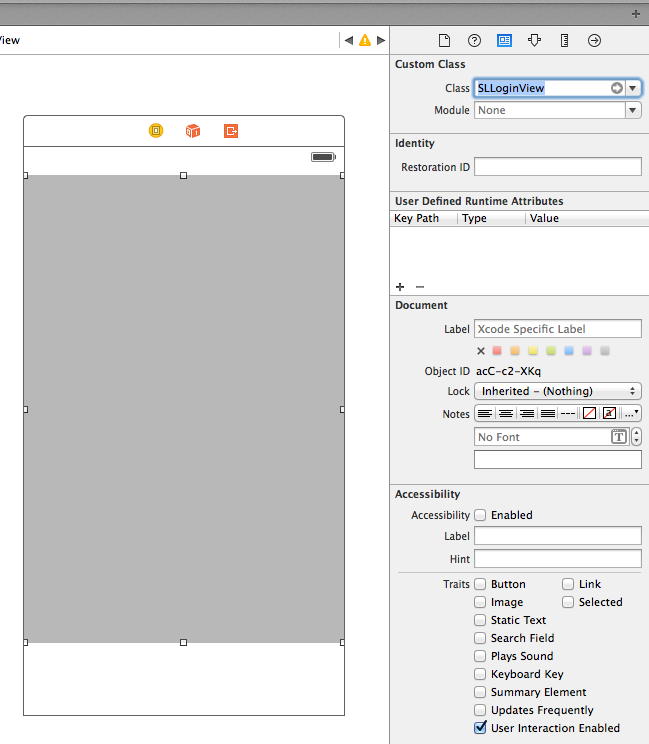 View
Custom Class
Class SLLoginView
Module None
Identity
Restoration ID
User Defined Runtime Attributes
Key Path Type Value
+ −
Document
Label Xcode Specific Label
Object ID acC-c2-XKq
Lock Inherited - (Nothing)
Notes
No Font T
Accessibility
Accessibility Enabled
Label
Hint
Traits Button Link
Image Selected
Static Text
Search Field
Plays Sound
Keyboard Key
Summary Element
Updates Frequently
User Interaction Enabled